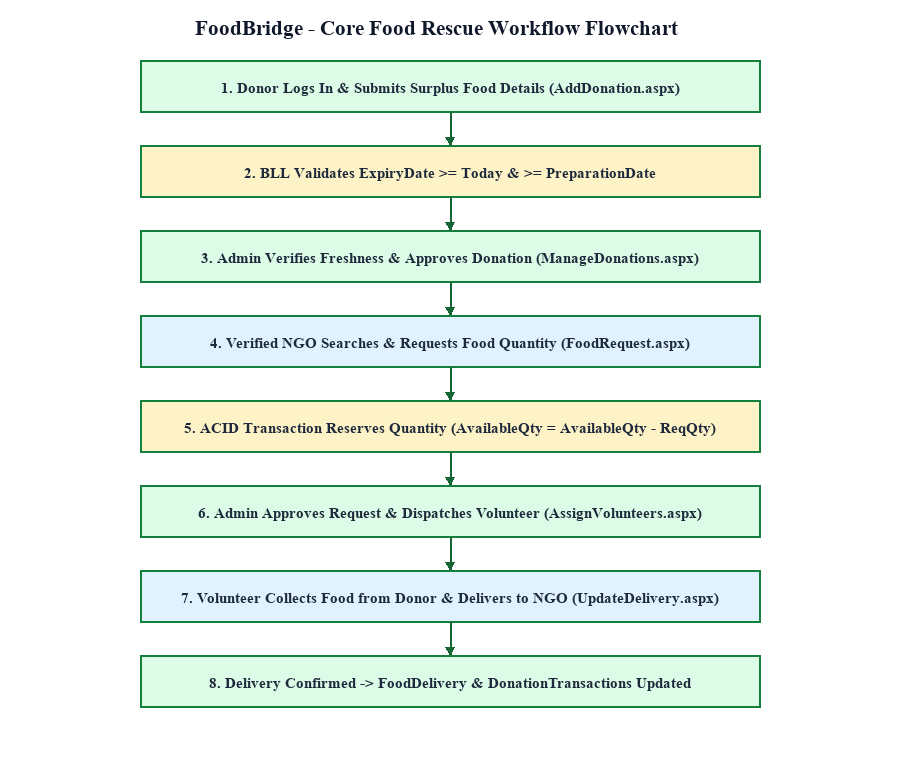 FoodBridge - Core Food Rescue Workflow Flowchart
1. Donor Logs In & Submits Surplus Food Details (AddDonation.aspx)
2. BLL Validates ExpiryDate >= Today & >= PreparationDate
3. Admin Verifies Freshness & Approves Donation (ManageDonations.aspx)
4. Verified NGO Searches & Requests Food Quantity (FoodRequest.aspx)
5. ACID Transaction Reserves Quantity (AvailableQty = AvailableQty - ReqQty)
6. Admin Approves Request & Dispatches Volunteer (AssignVolunteers.aspx)
7. Volunteer Collects Food from Donor & Delivers to NGO (UpdateDelivery.aspx)
8. Delivery Confirmed -> FoodDelivery & DonationTransactions Updated